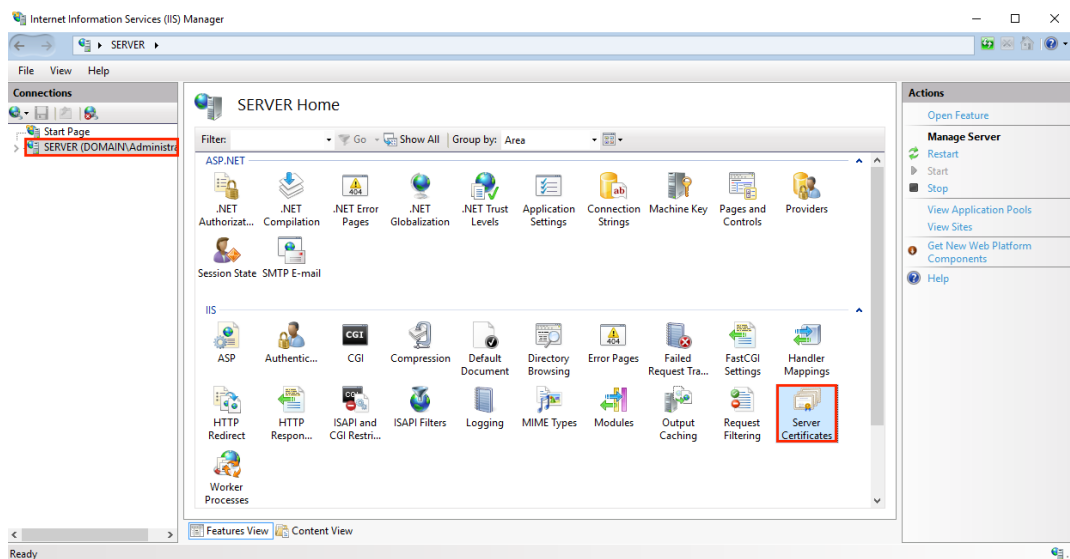 Internet Information Services (IIS) Manager
SERVER
File View Help
Connections
Start Page
SERVER (DOMAIN\Administra
SERVER Home
Filter: Go Show All Group by: Area
ASP.NET
.NET Authorizat...
.NET Compilation
.NET Error Pages
.NET Globalization
.NET Trust Levels
Application Settings
Connection Strings
Machine Key
Pages and Controls
Providers
Session State
SMTP E-mail
IIS
ASP
Authentic...
CGI
CGI
Compression
Default Document
Directory Browsing
404
Error Pages
Failed Request Tra...
FastCGI Settings
Handler Mappings
HTTP Redirect
HTTP Respon...
ISAPI and CGI Restri...
ISAPI Filters
Logging
MIME Types
Modules
Output Caching
Request Filtering
Server Certificates
Worker Processes
Features View Content View
Ready
Actions
Open Feature
Manage Server
Restart
Start
Stop
View Application Pools
View Sites
Get New Web Platform
Components
Help